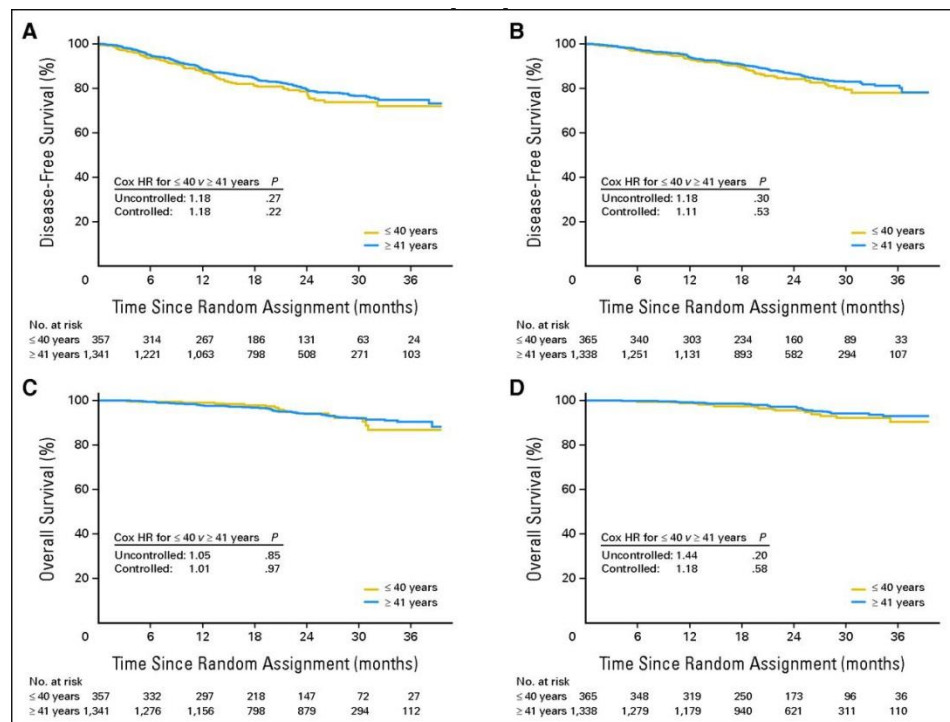 A
Disease-Free Survival (%)
100
80
60
40
20
0
Cox HR for ≤ 40 v ≥ 41 years P
Uncontrolled: 1.18 .27
Controlled: 1.18 .22
≤ 40 years
≥ 41 years
6 12 18 24 30 36
Time Since Random Assignment (months)
No. at risk
≤ 40 years 357 314 267 186 131 63 24
≥ 41 years 1,341 1,221 1,063 798 508 271 103
B
Disease-Free Survival (%)
100
80
60
40
20
0
Cox HR for ≤ 40 v ≥ 41 years P
Uncontrolled: 1.18 .30
Controlled: 1.11 .53
≤ 40 years
≥ 41 years
6 12 18 24 30 36
Time Since Random Assignment (months)
No. at risk
≤ 40 years 365 340 303 234 160 89 33
≥ 41 years 1,338 1,251 1,131 893 582 294 107
C
Overall Survival (%)
100
80
60
40
20
0
Cox HR for ≤ 40 v ≥ 41 years P
Uncontrolled: 1.05 .85
Controlled: 1.01 .97
≤ 40 years
≥ 41 years
6 12 18 24 30 36
Time Since Random Assignment (months)
No. at risk
≤ 40 years 357 332 297 218 147 72 27
≥ 41 years 1,341 1,276 1,156 798 879 294 112
D
Overall Survival (%)
100
80
60
40
20
0
Cox HR for ≤ 40 v ≥ 41 years P
Uncontrolled: 1.44 .20
Controlled: 1.18 .58
≤ 40 years
≥ 41 years
6 12 18 24 30 36
Time Since Random Assignment (months)
No. at risk
≤ 40 years 365 348 319 250 173 96 36
≥ 41 years 1,338 1,279 1,179 940 621 311 110